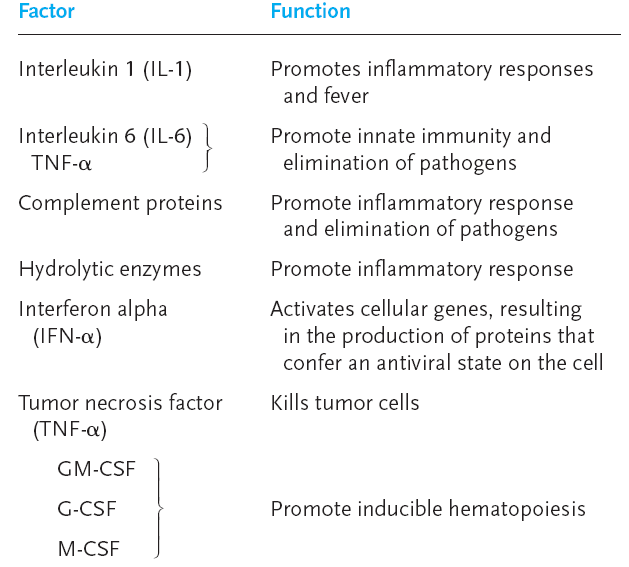 Factor Function
Interleukin 1 (IL-1) Promotes inflammatory responses
and fever
Interleukin 6 (IL-6) Promote innate immunity and
TNF-α elimination of pathogens
Complement proteins Promote inflammatory response
and elimination of pathogens
Hydrolytic enzymes Promote inflammatory response
Interferon alpha Activates cellular genes, resulting
(IFN-α) in the production of proteins that
confer an antiviral state on the cell
Tumor necrosis factor Kills tumor cells
(TNF-α)
GM-CSF
G-CSF Promote inducible hematopoiesis
M-CSF